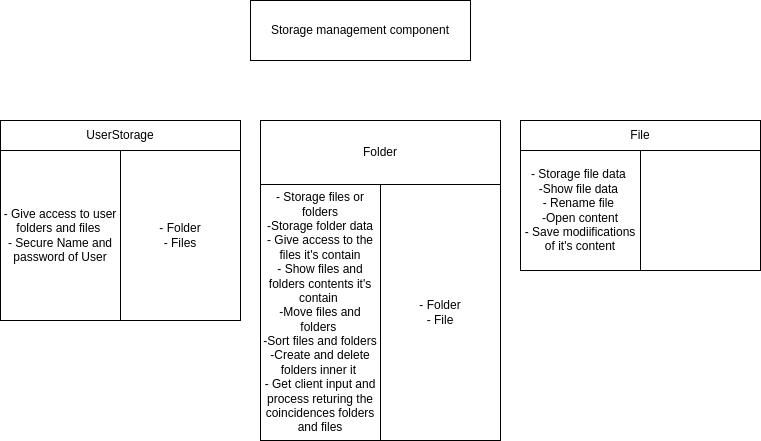 Storage management component
UserStorage
- Give access to user
folders and files
- Secure Name and
password of User
- Folder
- Files
Folder
- Storage files or
folders
-Storage folder data
- Give access to the
files it's contain
- Show files and
folders contents it's
contain
-Move files and
folders
-Sort files and folders
-Create and delete
folders inner it
- Get client input and
process returing the
coincidences folders
and files
- Folder
- File
File
- Storage file data
-Show file data
- Rename file
-Open content
- Save modiifications
of it's content